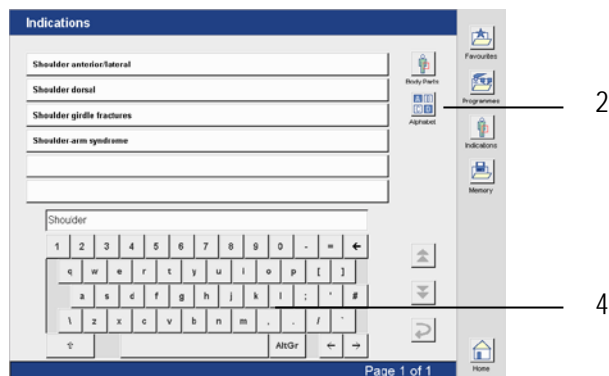 Indications
Shoulder anterior/lateral
Shoulder dorsal
Shoulder girdle fractures
Shoulder-arm syndrome
Body Parts
A B
C D
Alphabet
Favourites
Programmes
Indications
Memory
Home
2
4
Shoulder
1 2 3 4 5 6 7 8 9 0 - = ←
q w e r t y u i o p [ ]
a s d f g h j k l ; ' #
\ z x c v b n m , . / `
⇧ AltGr ← →
Page 1 of 1